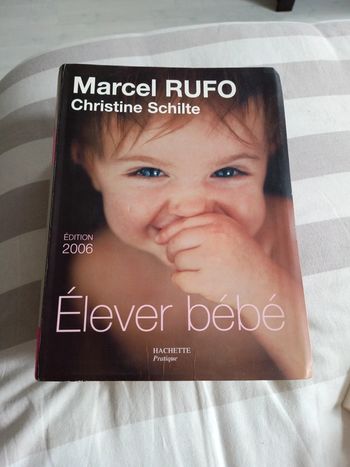 Marcel RUFO
Christine Schilte
ÉDITION
2006
Élever bébé
HACHETTE
Pratique